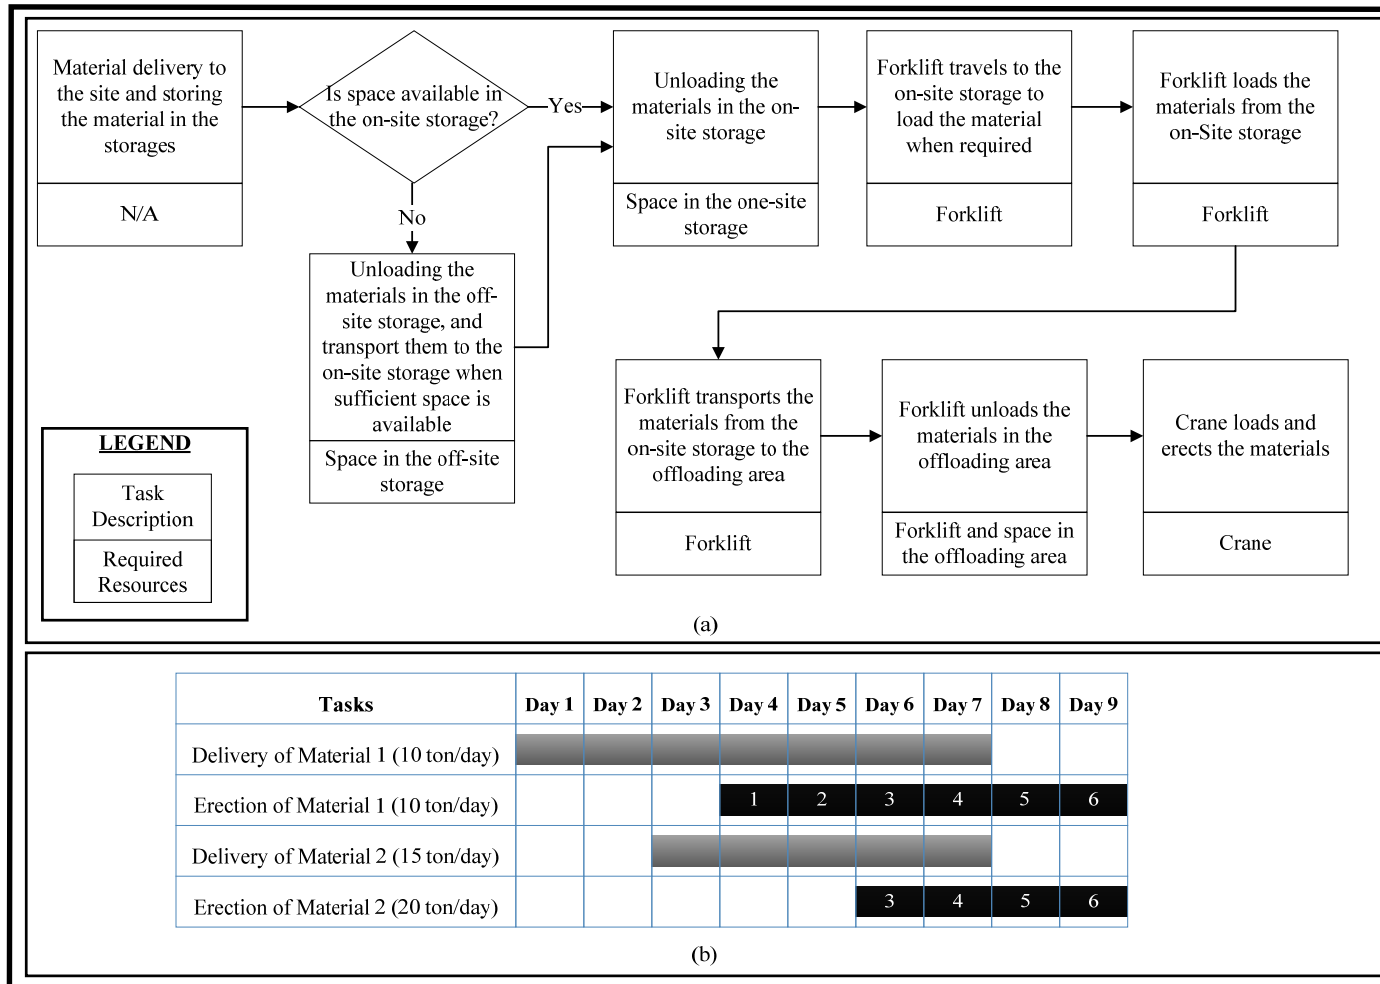 Material delivery to
the site and storing
the material in the
storages
N/A
Is space available in
the on-site storage?
Yes
No
Unloading the
materials in the off-
site storage, and
transport them to the
on-site storage when
sufficient space is
available
Space in the off-site
storage
Unloading the
materials in the on-
site storage
Space in the one-site
storage
Forklift travels to the
on-site storage to
load the material
when required
Forklift
Forklift loads the
materials from the
on-Site storage
Forklift
Forklift transports the
materials from the
on-site storage to the
offloading area
Forklift
Forklift unloads the
materials in the
offloading area
Forklift and space in
the offloading area
Crane loads and
erects the materials
Crane
LEGEND
Task
Description
Required
Resources
(a)
Tasks Day 1 Day 2 Day 3 Day 4 Day 5 Day 6 Day 7 Day 8 Day 9
Delivery of Material 1 (10 ton/day)
Erection of Material 1 (10 ton/day) 1 2 3 4 5 6
Delivery of Material 2 (15 ton/day)
Erection of Material 2 (20 ton/day) 3 4 5 6
(b)